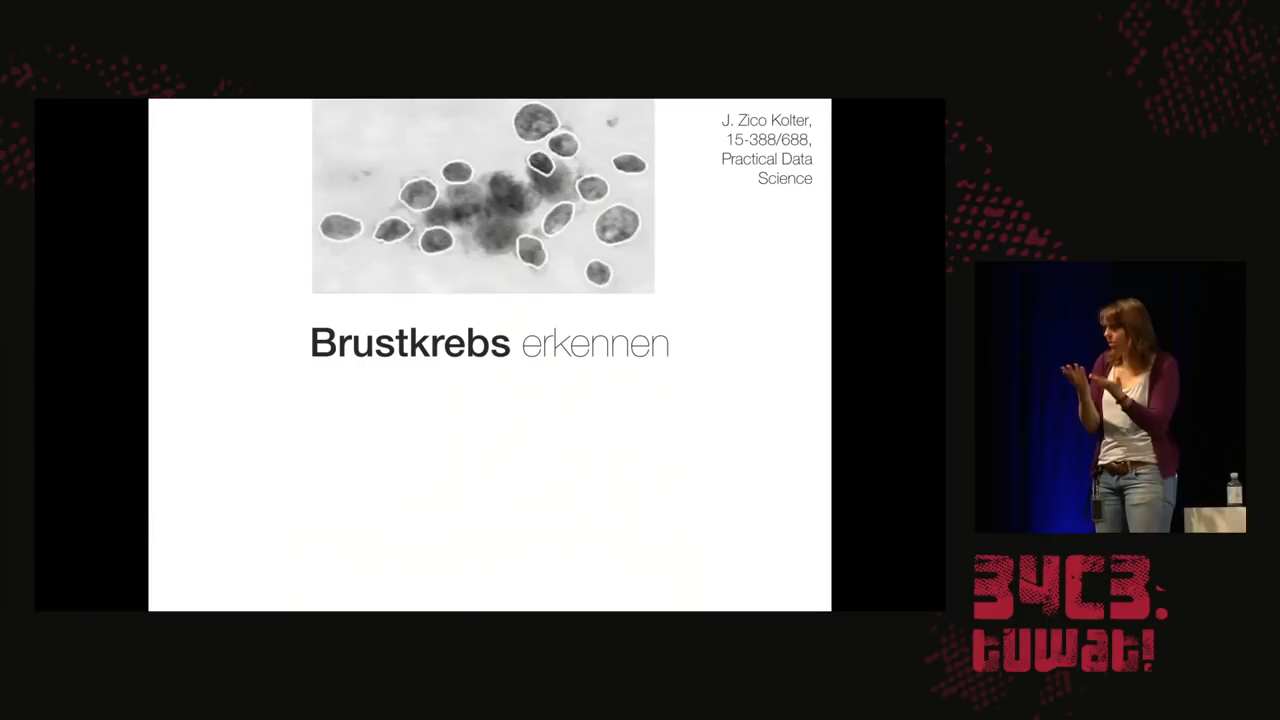 J. Zico Kolter,
15-388/688,
Practical Data
Science
Brustkrebs erkennen
34C3.
tuwat!